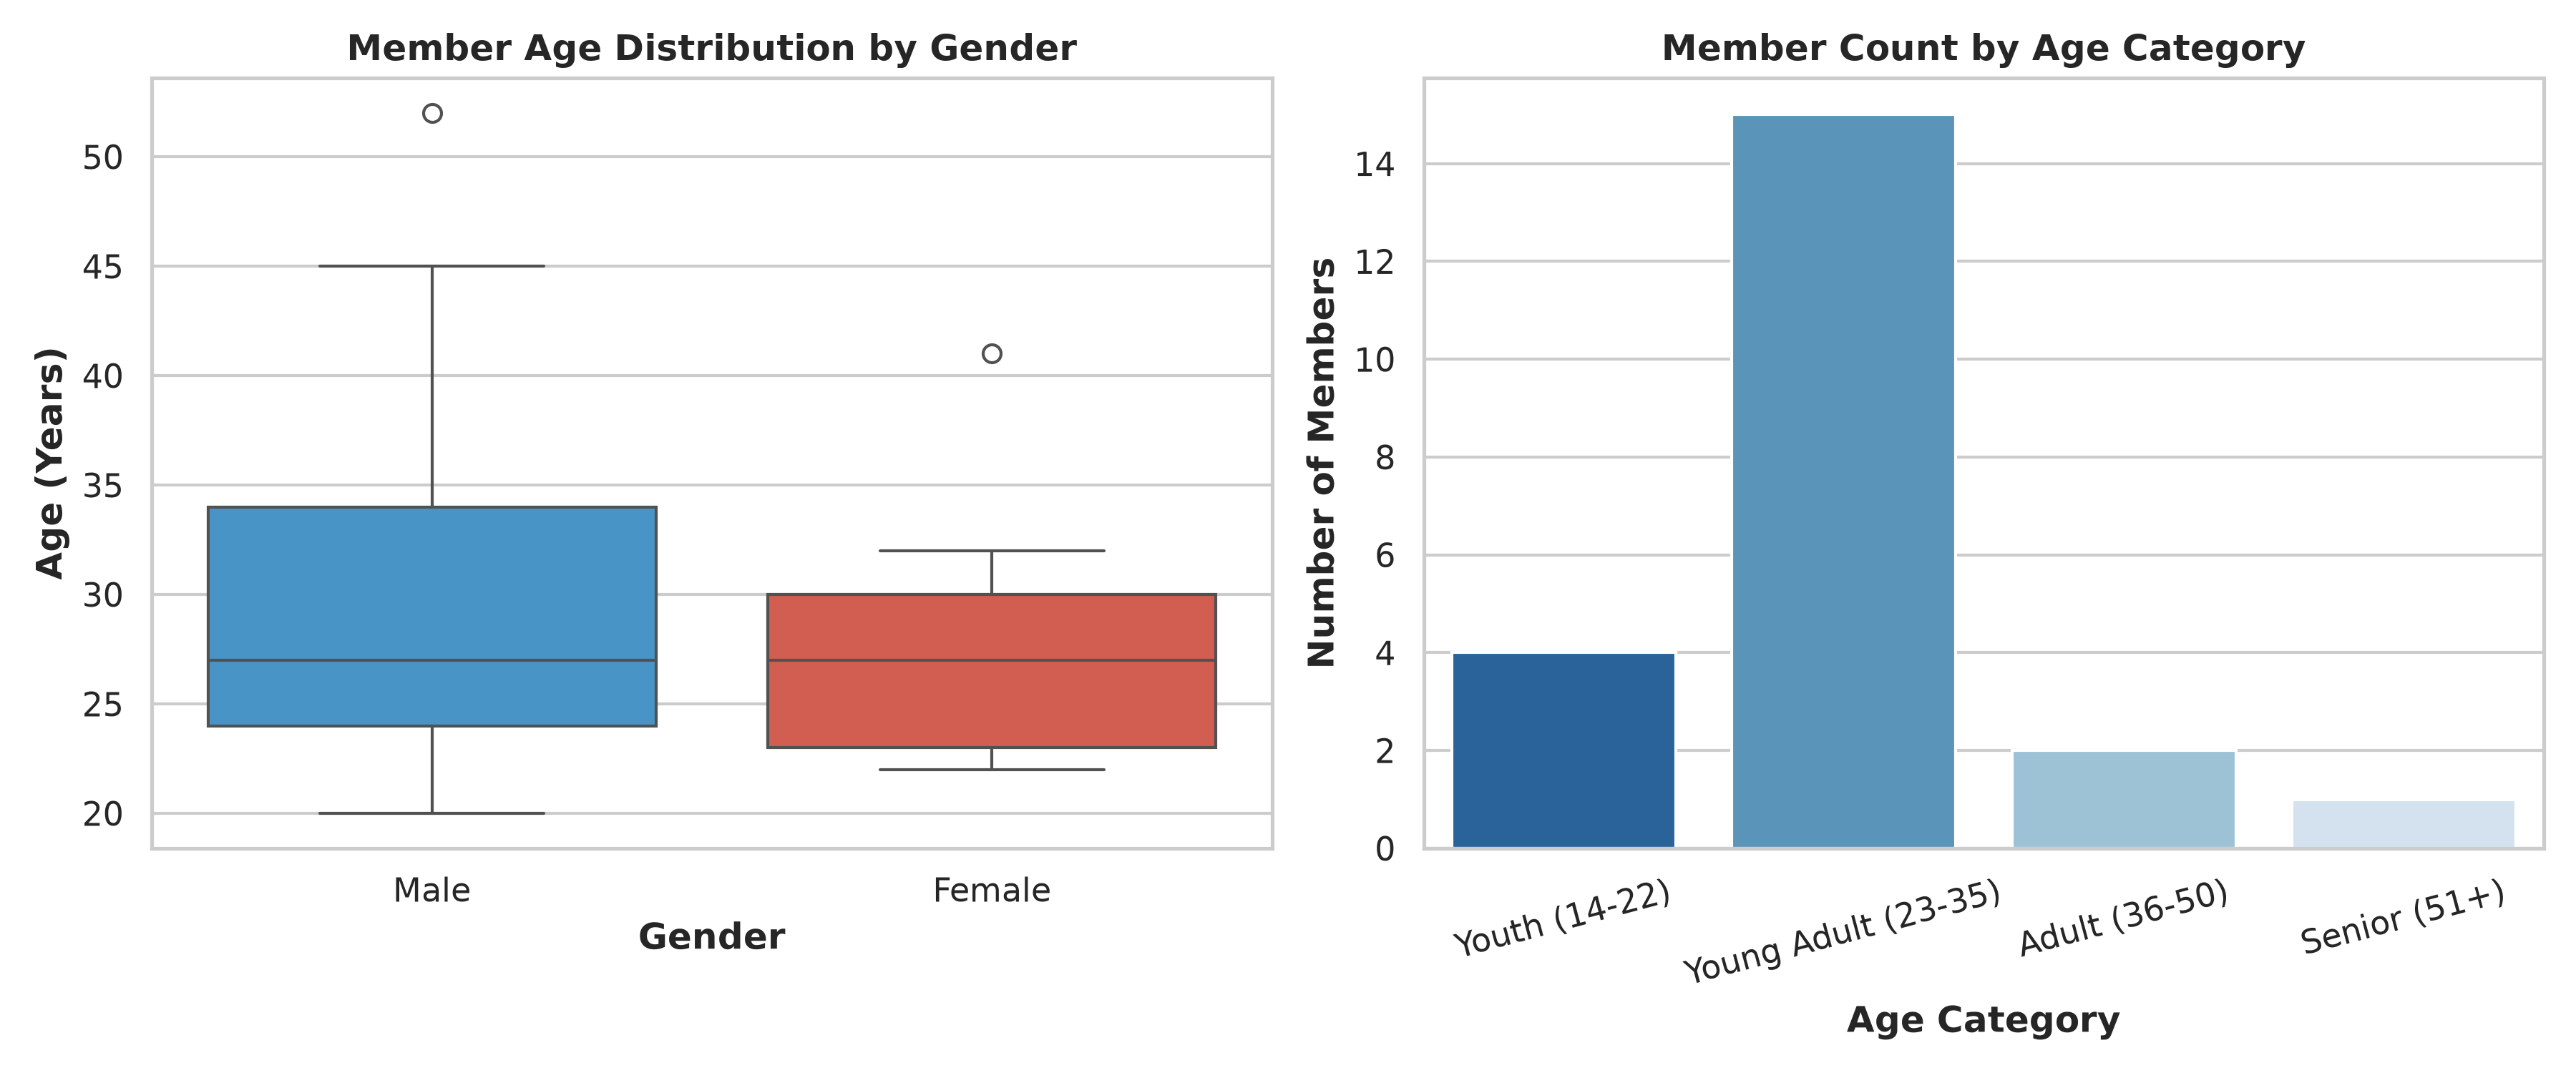 Member Age Distribution by Gender
Age (Years)
50
45
40
35
30
25
20
Male
Female
Gender
Member Count by Age Category
Number of Members
14
12
10
8
6
4
2
0
Youth (14-22)
Young Adult (23-35)
Adult (36-50)
Senior (51+)
Age Category